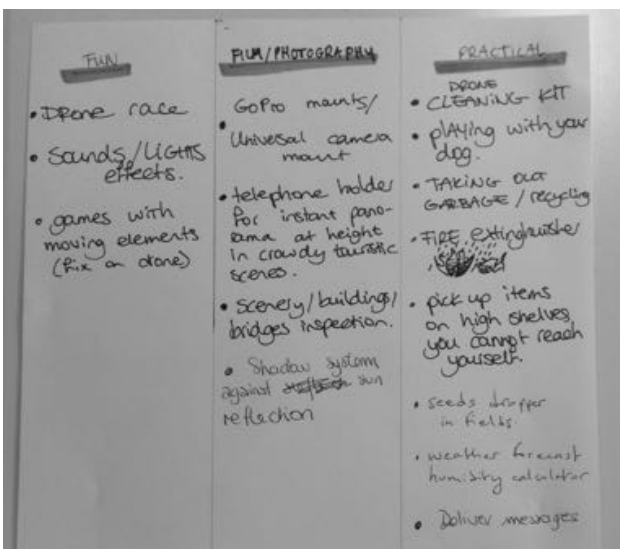 FUN
• Drone race
• Sounds/LIGHTS
effects.
• games with
moving elements
(fix on drone)
FILM/PHOTOGRAPHY
GoPro mounts/
• Universal camera
mount
• telephone holder
for instant pano-
rama at height
in crowdy touristic
scenes.
• scenery/buildings/
bridges inspection.
• Shadow system
against sun
reflection
PRACTICAL
DRONE
• CLEANING KIT
• plAYing with your
dog.
• TAKING OUT
GARBAGE/recycling
• FIRE extinghuisher
• pick up items
on high shelves
you cannot reach
yourself.
• seeds dropper
in fields.
• weather forecast
humidity calculator
• Deliver messages